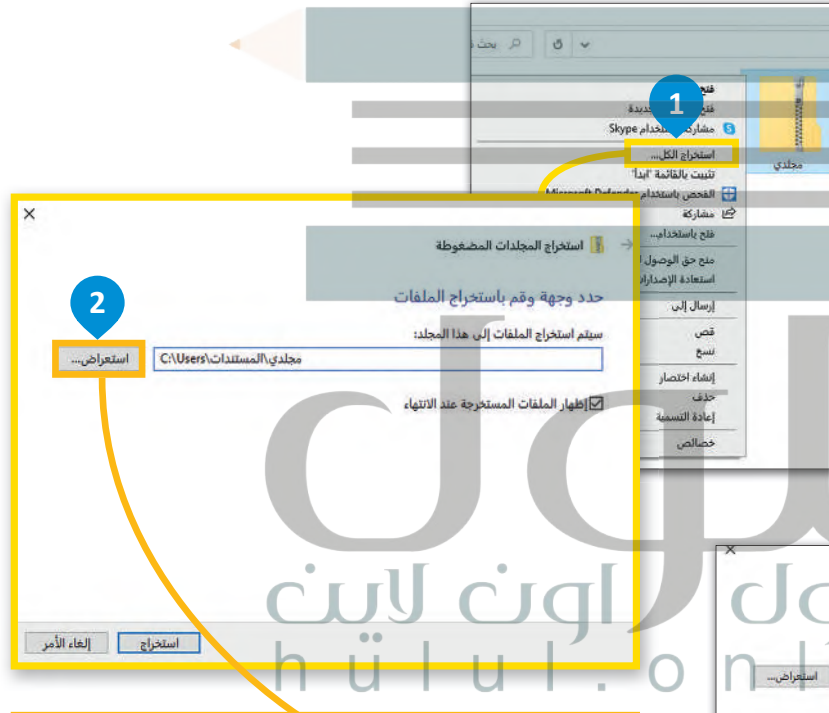 بحث
فتح
فتح
جديدة
1
Skype مشاركة باستخدام
استخراج الكل...
مجلدي
تثبيت بالقائمة "ابدأ"
الفحص باستخدام Microsoft Defender
مشاركة
فتح باستخدام...
منح حق الوصول
استعادة الإصدارات
إرسال إلى
قص
نسخ
إنشاء اختصار
حذف
إعادة التسمية
خصائص
استخراج المجلدات المضغوطة
2
حدد وجهة وقم باستخراج الملفات
سيتم استخراج الملفات إلى هذا المجلد:
C:\Users\المستندات\مجلدي
استعراض...
إظهار الملفات المستخرجة عند الانتهاء
استخراج
إلغاء الأمر
استعراض...
اون لاين
hulul.onl